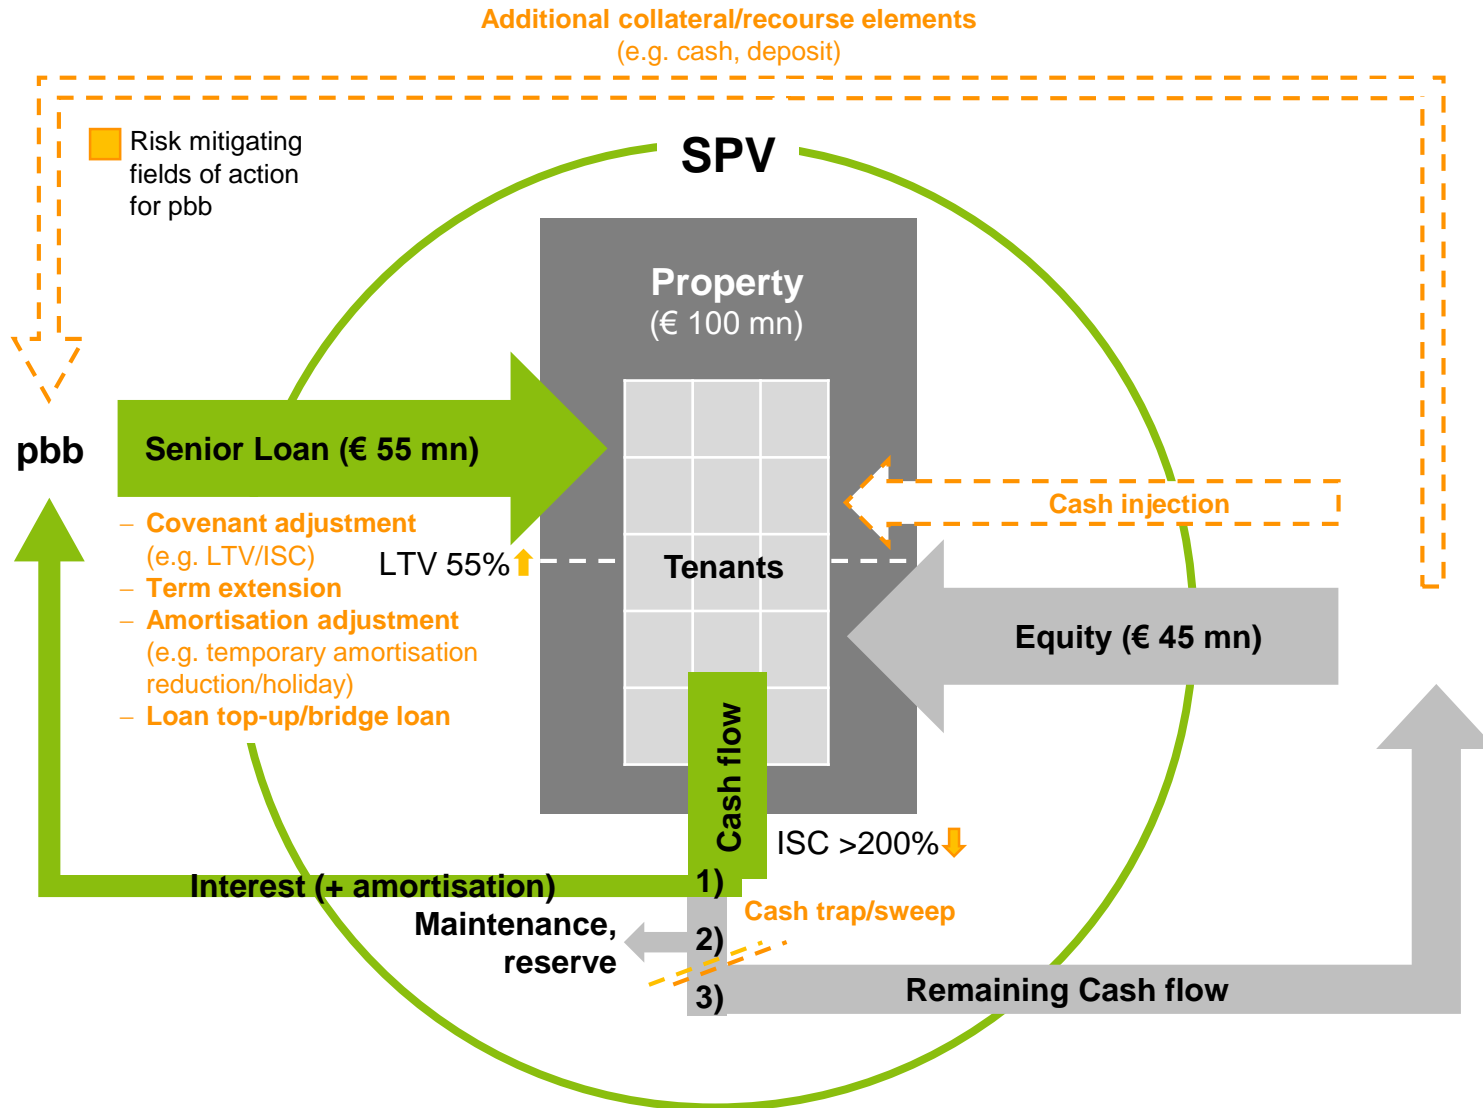 Additional collateral/recourse elements
(e.g. cash, deposit)
Risk mitigating
fields of action
for pbb
SPV
Property
(€ 100 mn)
pbb
Senior Loan (€ 55 mn)
Cash injection
– Covenant adjustment
(e.g. LTV/ISC)
– Term extension
– Amortisation adjustment
(e.g. temporary amortisation
reduction/holiday)
– Loan top-up/bridge loan
LTV 55%
Tenants
Equity (€ 45 mn)
Cash flow
ISC >200%
1)
Interest (+ amortisation)
Cash trap/sweep
Maintenance,
reserve
2)
3)
Remaining Cash flow